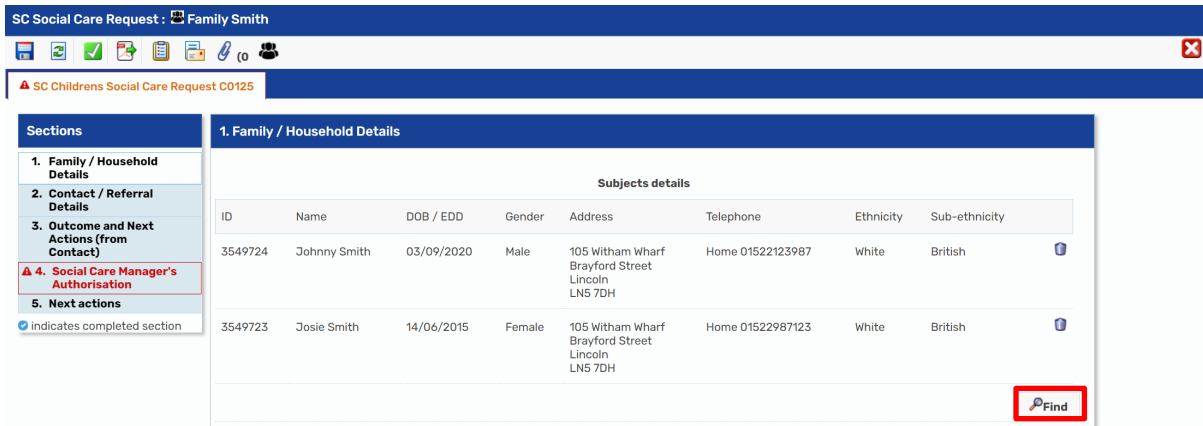 SC Social Care Request : Family Smith
(0
SC Childrens Social Care Request C0125
Sections
1. Family / Household
Details
2. Contact / Referral
Details
3. Outcome and Next
Actions (from
Contact)
4. Social Care Manager's
Authorisation
5. Next actions
indicates completed section
1. Family / Household Details
Subjects details
ID Name DOB / EDD Gender Address Telephone Ethnicity Sub-ethnicity
3549724 Johnny Smith 03/09/2020 Male 105 Witham Wharf Home 01522123987 White British
Brayford Street
Lincoln
LN5 7DH
3549723 Josie Smith 14/06/2015 Female 105 Witham Wharf Home 01522987123 White British
Brayford Street
Lincoln
LN5 7DH
Find